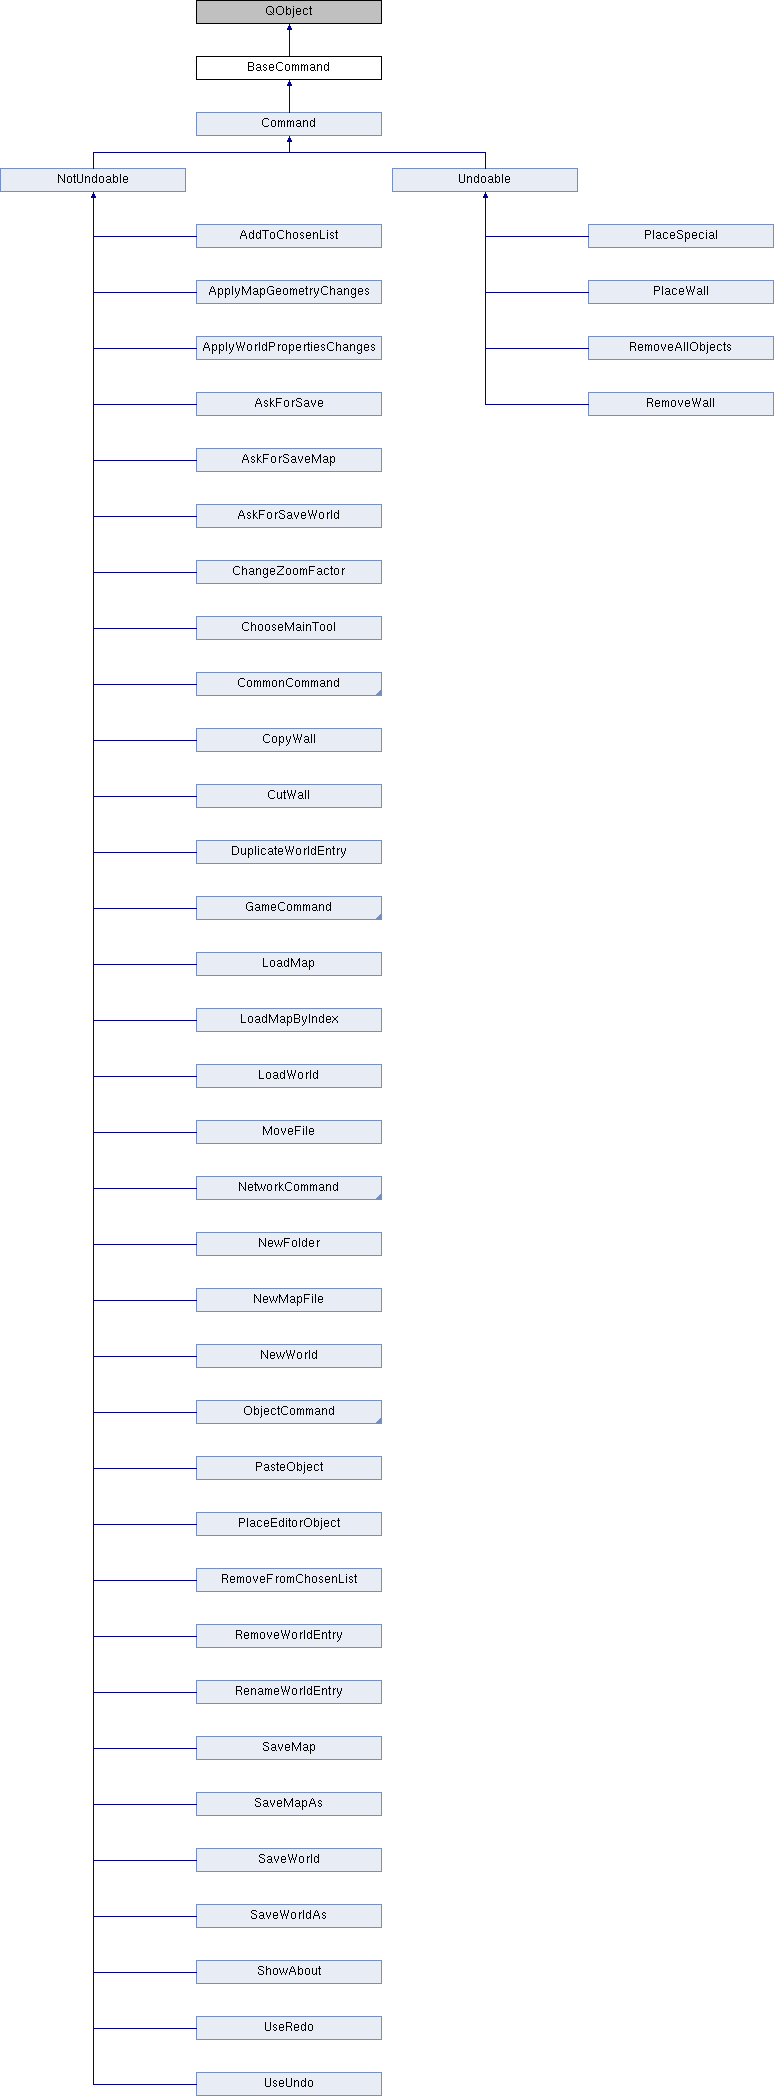 QObject
BaseCommand
Command
NotUndoable
Undoable
AddToChosenList
PlaceSpecial
ApplyMapGeometryChanges
PlaceWall
ApplyWorldPropertiesChanges
RemoveAllObjects
AskForSave
RemoveWall
AskForSaveMap
AskForSaveWorld
ChangeZoomFactor
ChooseMainTool
CommonCommand
CopyWall
CutWall
DuplicateWorldEntry
GameCommand
LoadMap
LoadMapByIndex
LoadWorld
MoveFile
NetworkCommand
NewFolder
NewMapFile
NewWorld
ObjectCommand
PasteObject
PlaceEditorObject
RemoveFromChosenList
RemoveWorldEntry
RenameWorldEntry
SaveMap
SaveMapAs
SaveWorld
SaveWorldAs
ShowAbout
UseRedo
UseUndo